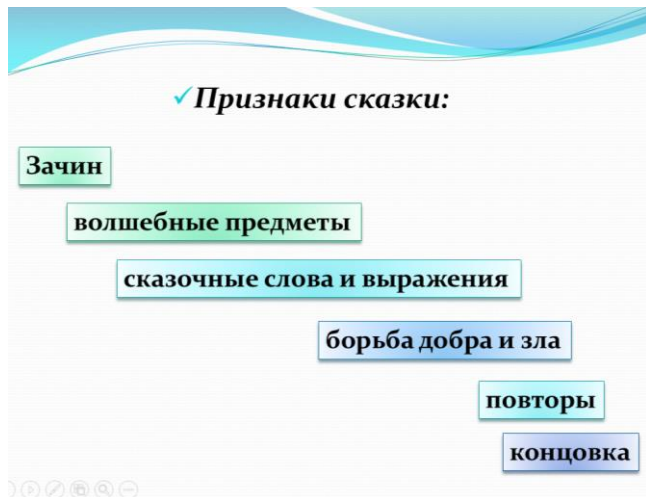 ✓Признаки сказки:
Зачин
волшебные предметы
сказочные слова и выражения
борьба добра и зла
повторы
концовка